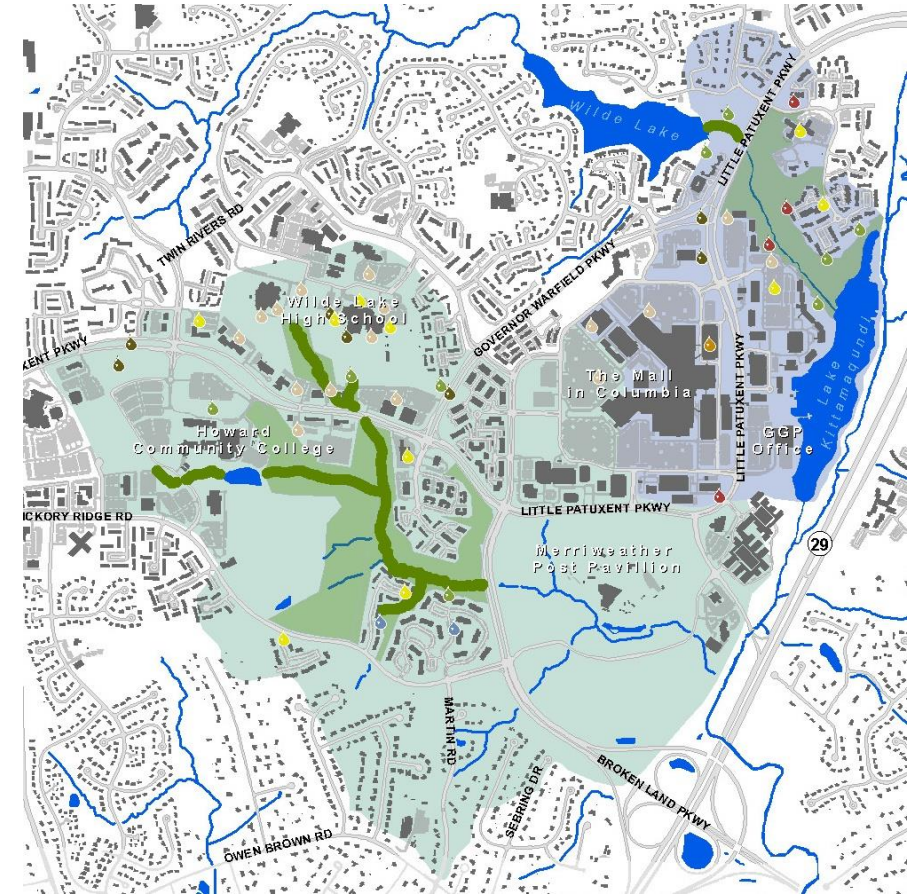 LITTLE PATUXENT PKWY
Wilde Lake
TWIN RIVERS RD
GOVERNOR WARFIELD PKWY
Wilde Lake
High School
XENT PKWY
The Mall
in Columbia
LITTLE PATUXENT PKWY
Lake
Kittamaqundi
GGP
Office
Howard
Community College
ICKORY RIDGE RD
LITTLE PATUXENT PKWY
29
Merriweather
Post Pavillion
MARTIN RD
BROKEN LAND PKWY
SEBRING DR
OWEN BROWN RD